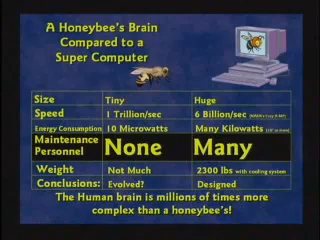 A Honeybee's Brain
Compared to a
Super Computer
Size Tiny Huge
Speed 1 Trillion/sec 6 Billion/sec
Energy Consumption 10 Microwatts Many Kilowatts
Maintenance
Personnel None Many
Weight Not Much 2300 lbs with cooling system
Conclusions: Evolved? Designed
The Human brain is millions of times more
complex than a honeybee's!